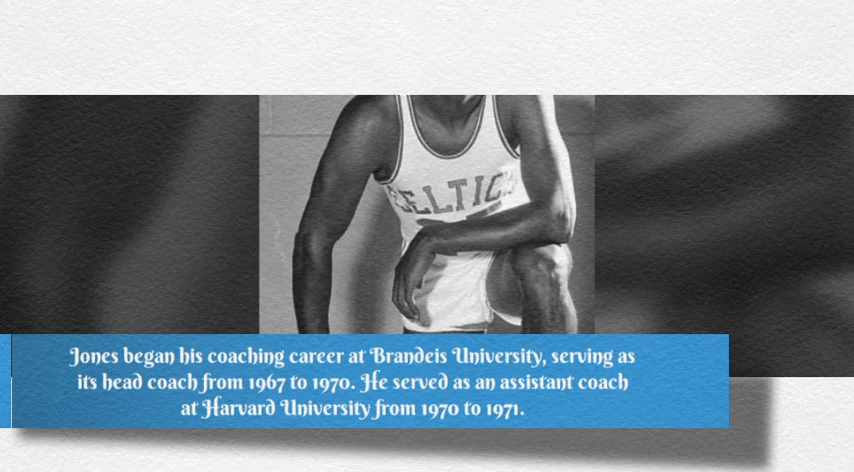 CELTICS
Jones began his coaching career at Brandeis University, serving as
its head coach from 1967 to 1970. He served as an assistant coach
at Harvard University from 1970 to 1971.